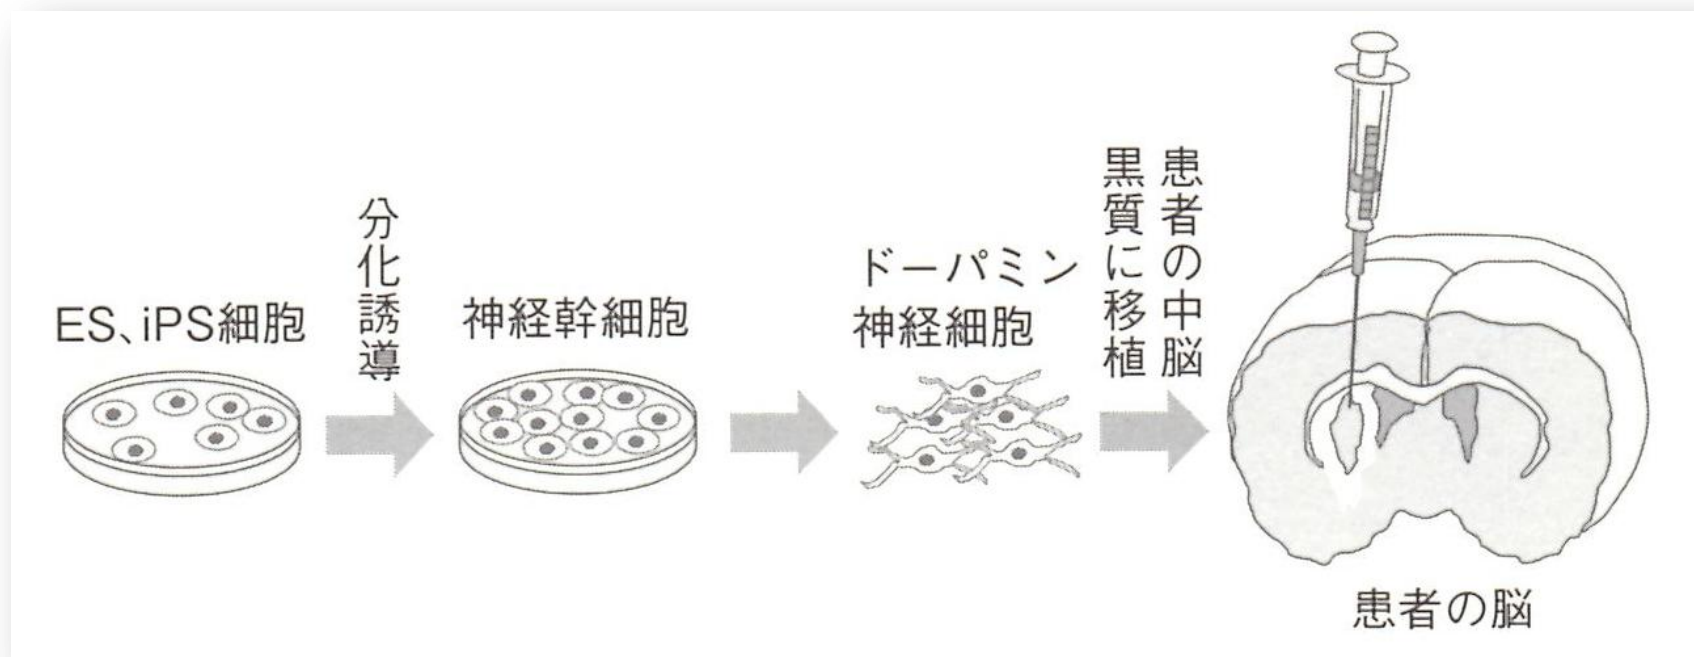 ES、iPS細胞
分化誘導
神経幹細胞
ドーパミン
神経細胞
患者の中脳
黒質に移植
患者の脳